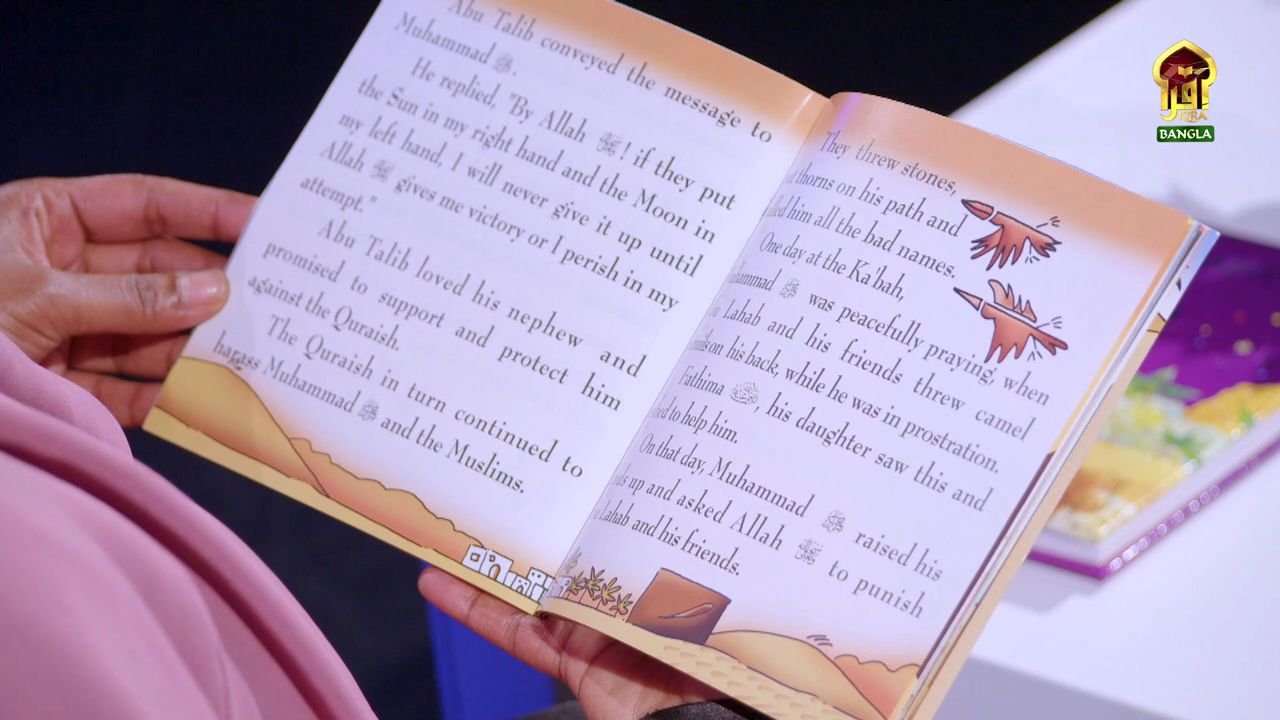 Abu Talib conveyed the message to
Muhammad ﷺ.
He replied, "By Allah ! if they put
the Sun in my right hand and the Moon in
my left hand, I will never give it up until
Allah gives me victory or I perish in my
attempt."
Abu Talib loved his nephew and
promised to support and protect him
against the Quraish.
The Quraish in turn continued to
harass Muhammad ﷺ and the Muslims.
They threw stones,
thorns on his path and
him all the bad names.
One day at the Ka'bah,
ﷺ was peacefully praying, when
Lahab and his friends threw camel
on his back, while he was in prostration.
Fathima , his daughter saw this and
to help him.
On that day, Muhammad ﷺ raised his
up and asked Allah to punish
Lahab and his friends.
اقرأ
IQRA
BANGLA